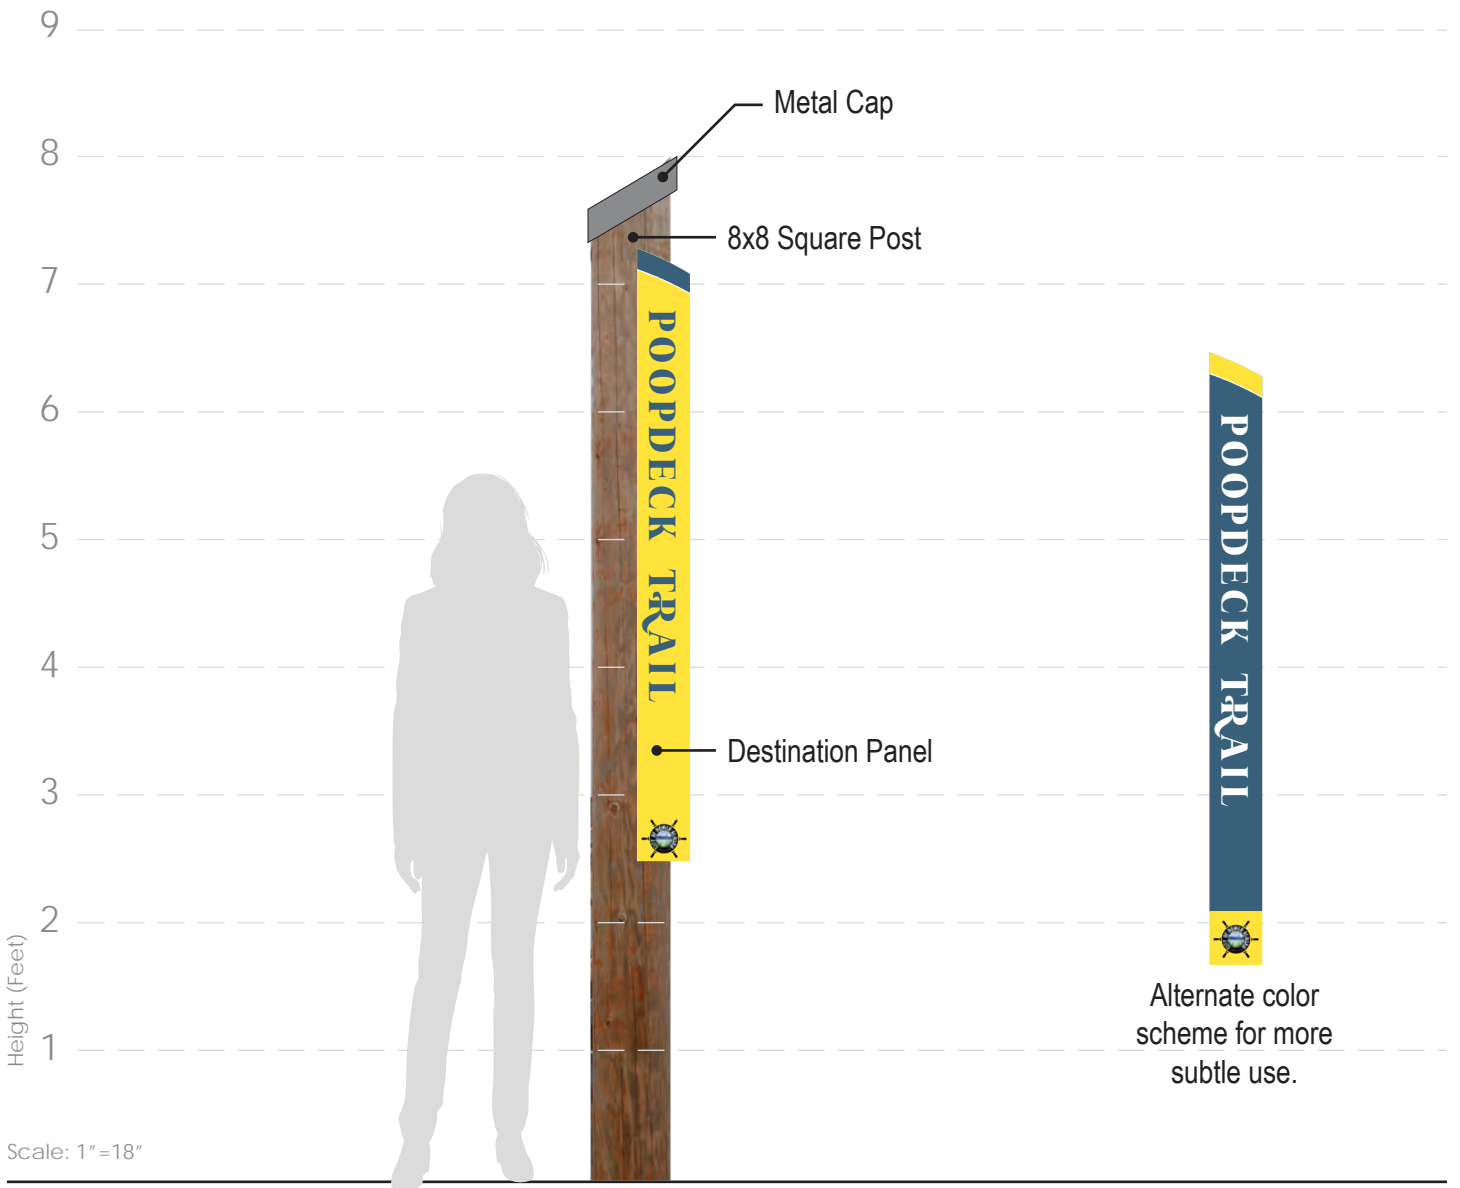 9
Metal Cap
8
8x8 Square Post
7
6
5
4
3
2
1
POOPDECK TRAIL
Destination Panel
POOPDECK TRAIL
Alternate color
scheme for more
subtle use.
Height (Feet)
Scale: 1"=18"